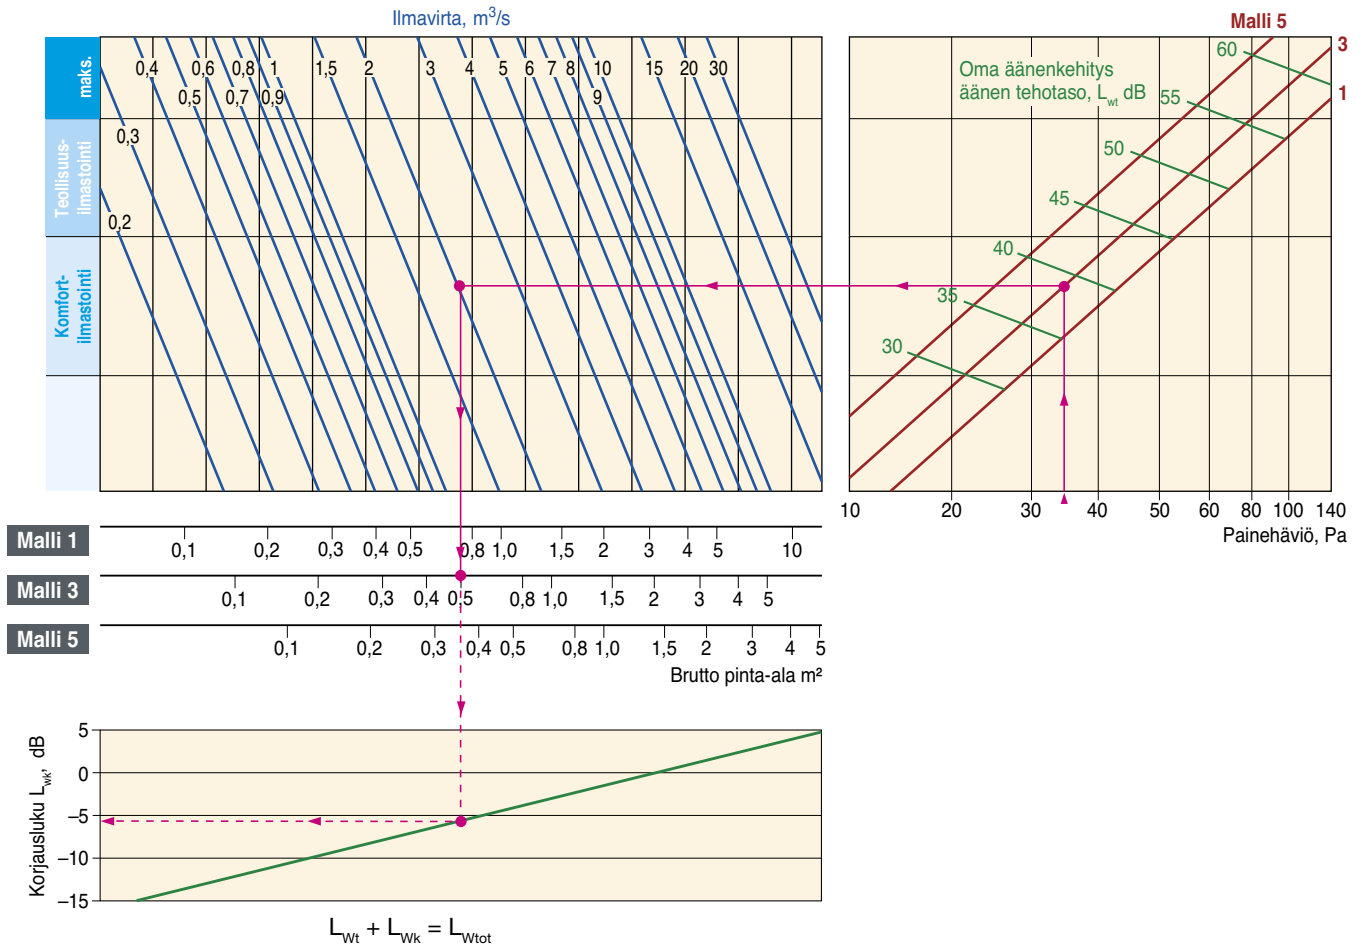 Ilmavirta, m³/s
maks.
Teollisuus-
ilmastointi
Komfort-
ilmastointi
0,4 0,6 0,8 1 1,5 2 3 4 5 6 7 8 10 15 20 30
0,5 0,7 0,9 9
0,3
0,2
Malli 5
3
1
Oma äänenkehitys
äänen tehotaso, Lwt dB
60
55
50
45
40
35
30
10 20 30 40 50 60 80 100 140
Painehäviö, Pa
Malli 1
0,1 0,2 0,3 0,4 0,5 0,8 1,0 1,5 2 3 4 5 10
Malli 3
0,1 0,2 0,3 0,4 0,5 0,8 1,0 1,5 2 3 4 5
Malli 5
0,1 0,2 0,3 0,4 0,5 0,8 1,0 1,5 2 3 4 5
Brutto pinta-ala m²
Korjausluku Lwk, dB
5
0
–5
–10
–15
LWt + LWk = LWtot